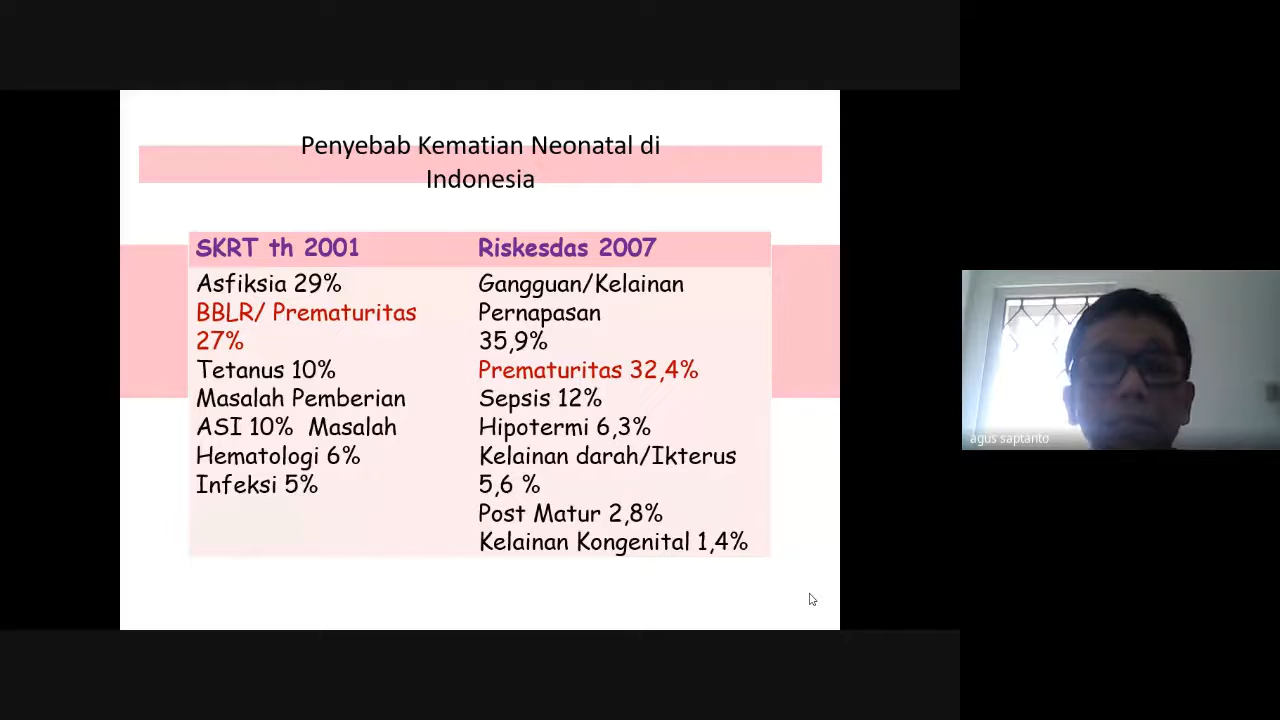 Penyebab Kematian Neonatal di
Indonesia
SKRT th 2001
Asfiksia 29%
BBLR/ Prematuritas
27%
Tetanus 10%
Masalah Pemberian
ASI 10%  Masalah
Hematologi 6%
Infeksi 5%
Riskesdas 2007
Gangguan/Kelainan
Pernapasan
35,9%
Prematuritas 32,4%
Sepsis 12%
Hipotermi 6,3%
Kelainan darah/Ikterus
5,6 %
Post Matur 2,8%
Kelainan Kongenital 1,4%
agus saptanto